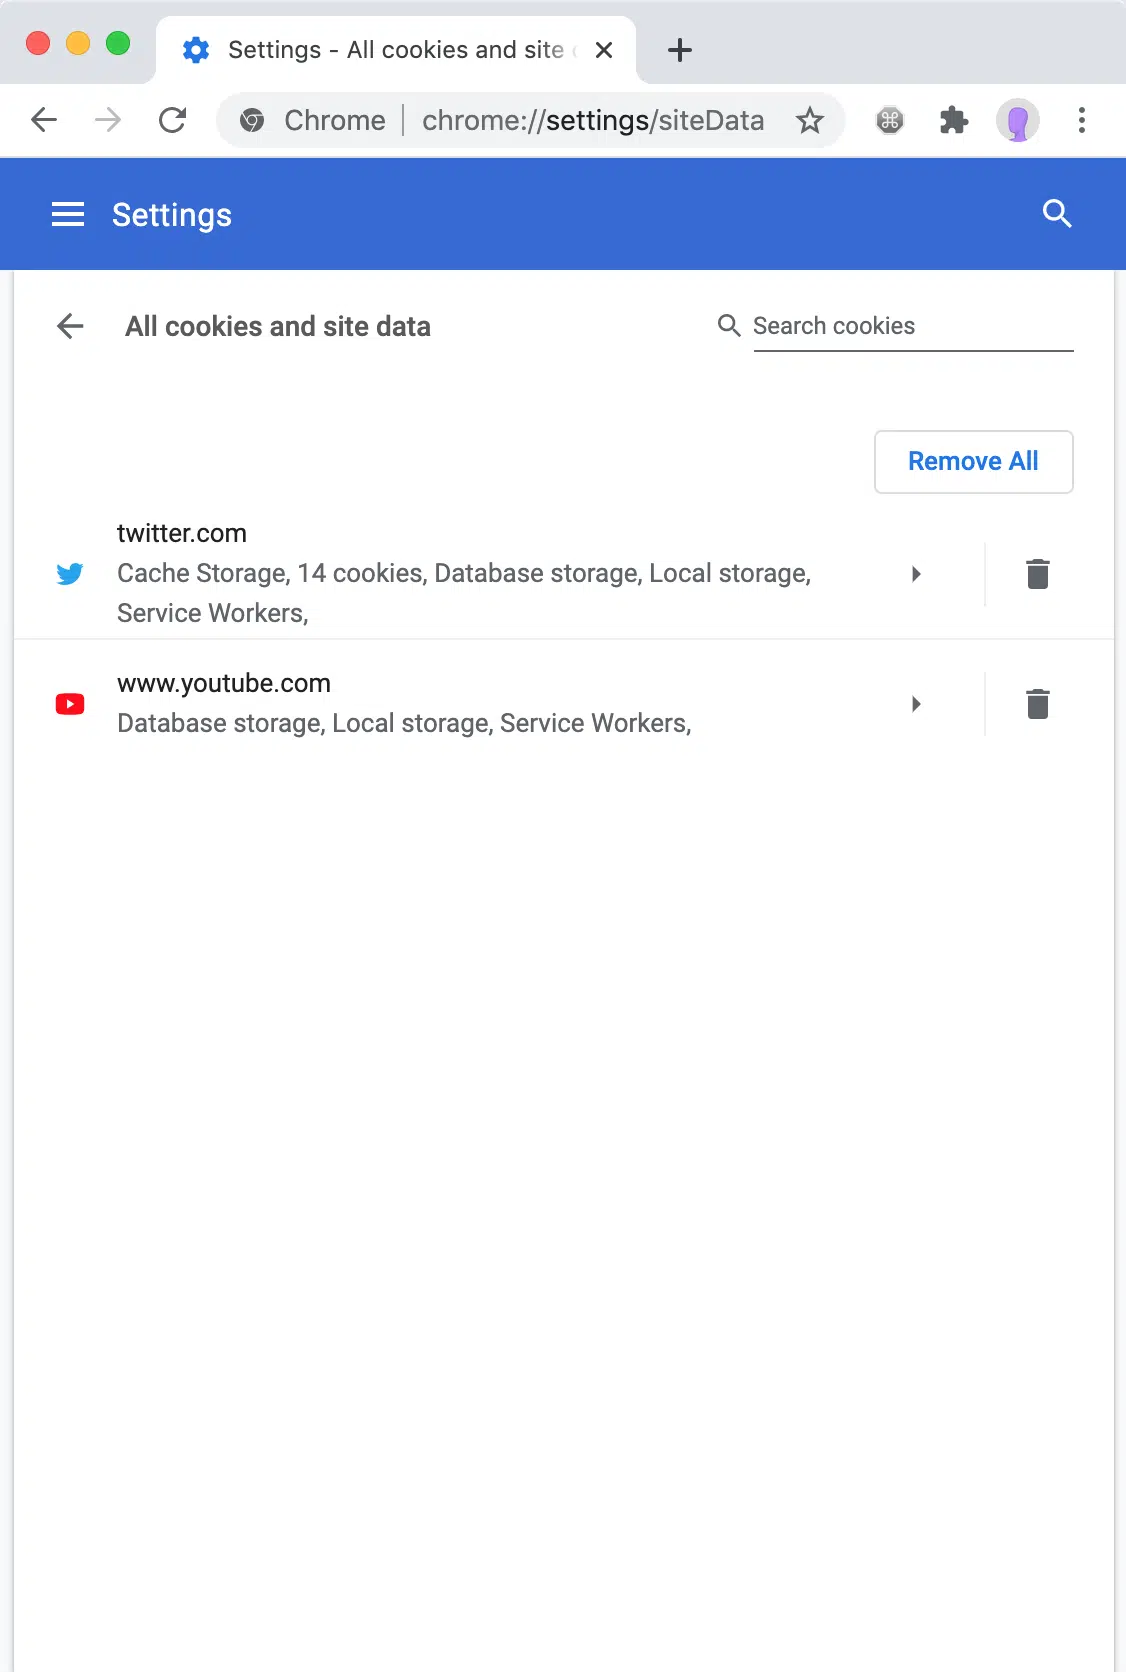 Settings - All cookies and site
Chrome | chrome://settings/siteData
Settings
All cookies and site data
Search cookies
Remove All
twitter.com
Cache Storage, 14 cookies, Database storage, Local storage,
Service Workers,
www.youtube.com
Database storage, Local storage, Service Workers,